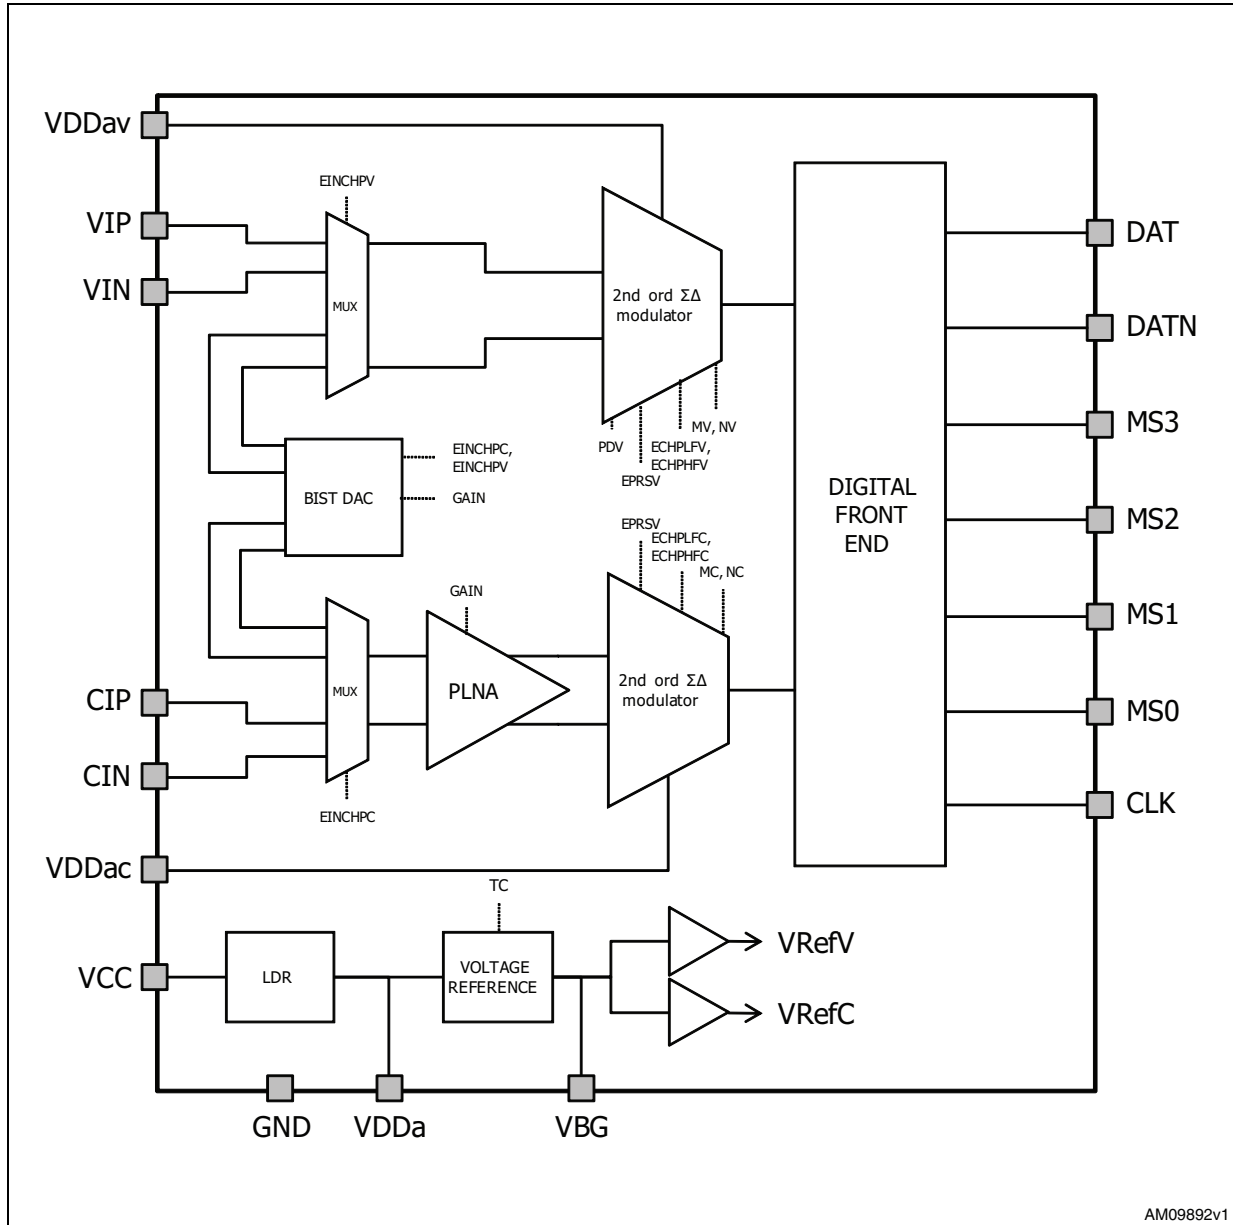 VDDav
EINCHPV
VIP
DAT
VIN
MUX
2nd ord ΣΔ
modulator
DATN
MS3
PDV
EPRSV
ECHPLFV,
ECHPHFV
MV, NV
BIST DAC
EINCHPC,
EINCHPV
GAIN
DIGITAL
FRONT
END
MS2
EPRSV
ECHPLFC,
ECHPHFC
MC, NC
GAIN
MS1
MUX
PLNA
2nd ord ΣΔ
modulator
CIP
MS0
CIN
EINCHPC
CLK
VDDac
TC
VCC
LDR
VOLTAGE
REFERENCE
VRefV
VRefC
GND
VDDa
VBG
AM09892v1